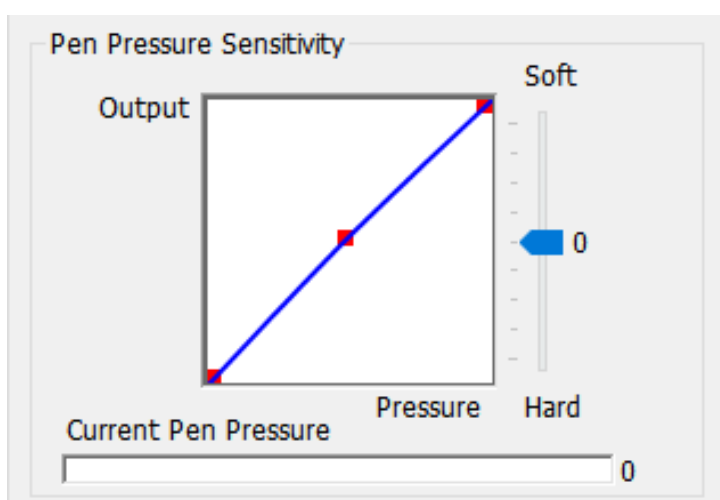 Pen Pressure Sensitivity
Soft
Output
0
Pressure
Hard
Current Pen Pressure
0